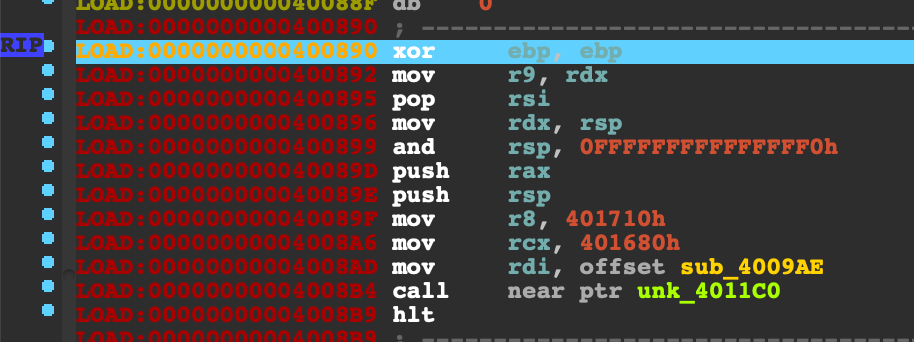 LOAD:000000000040088F db 0
LOAD:0000000000400890 ; ---------------------------------
RIP LOAD:0000000000400890 xor ebp, ebp
LOAD:0000000000400892 mov r9, rdx
LOAD:0000000000400895 pop rsi
LOAD:0000000000400896 mov rdx, rsp
LOAD:0000000000400899 and rsp, 0FFFFFFFFFFFFFFF0h
LOAD:000000000040089D push rax
LOAD:000000000040089E push rsp
LOAD:000000000040089F mov r8, 401710h
LOAD:00000000004008A6 mov rcx, 401680h
LOAD:00000000004008AD mov rdi, offset sub_4009AE
LOAD:00000000004008B4 call near ptr unk_4011C0
LOAD:00000000004008B9 hlt
LOAD:00000000004008B9 ; ---------------------------------